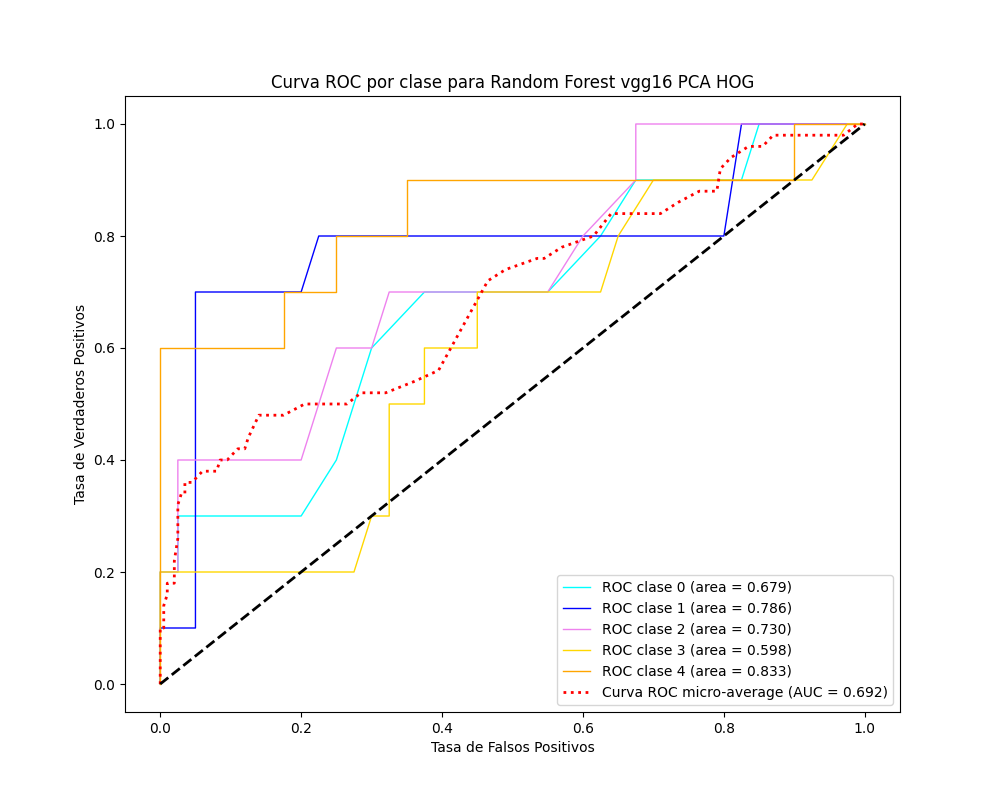 Curva ROC por clase para Random Forest vgg16 PCA HOG
Tasa de Verdaderos Positivos
1.0
0.8
0.6
0.4
0.2
0.0
ROC clase 0 (area = 0.679)
ROC clase 1 (area = 0.786)
ROC clase 2 (area = 0.730)
ROC clase 3 (area = 0.598)
ROC clase 4 (area = 0.833)
Curva ROC micro-average (AUC = 0.692)
0.0 0.2 0.4 0.6 0.8 1.0
Tasa de Falsos Positivos